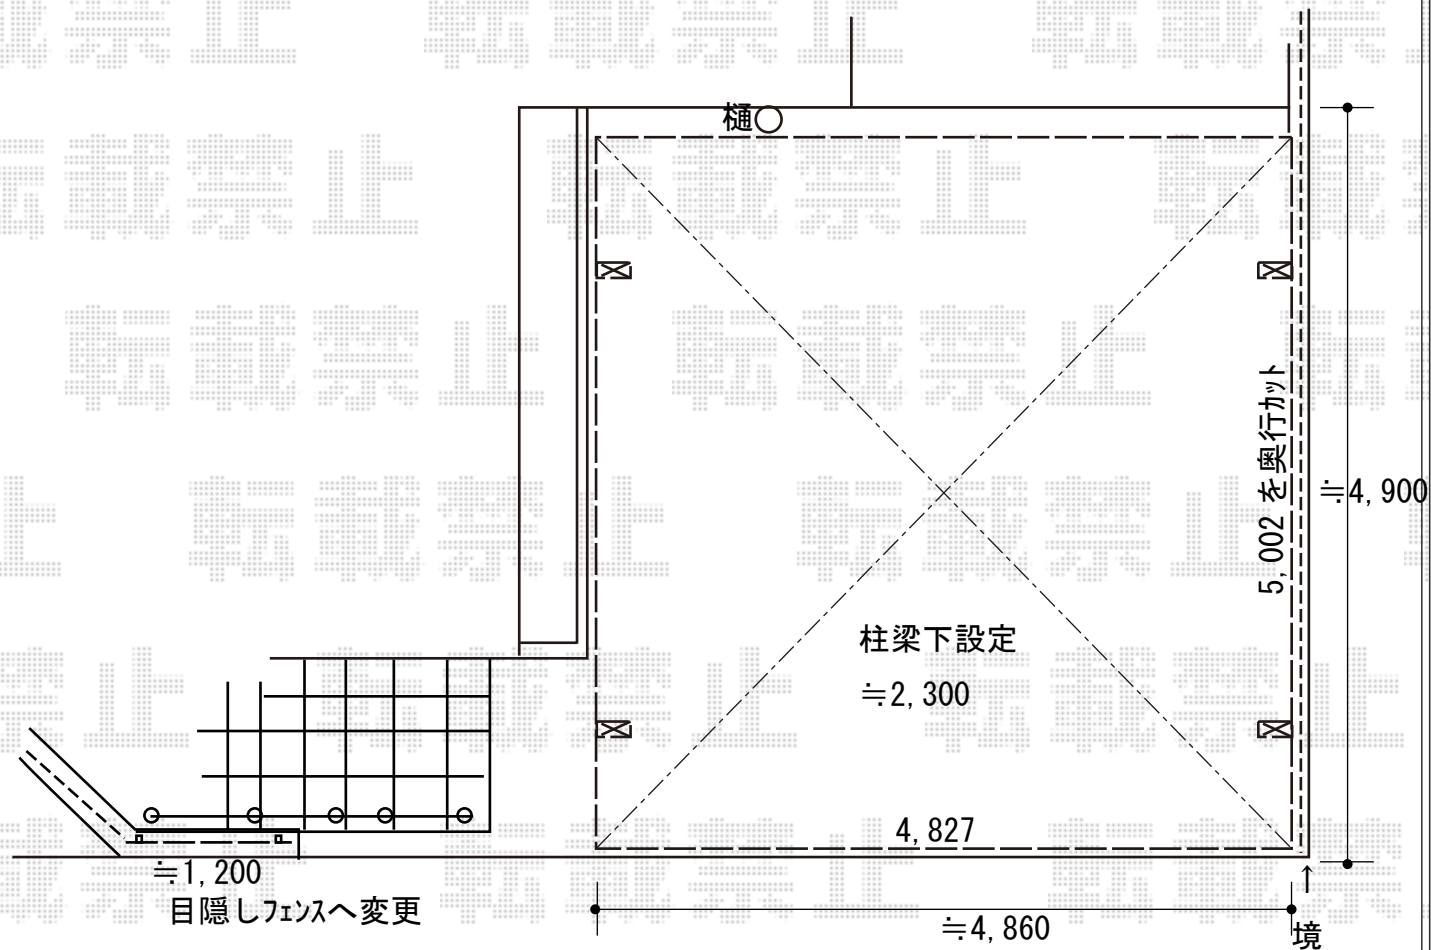 転載禁止
樋
5,002 を奥行カット
≒4,900
柱梁下設定
≒2,300
4,827
≒1,200
目隠しフェンスへ変更
≒4,860
↑
境